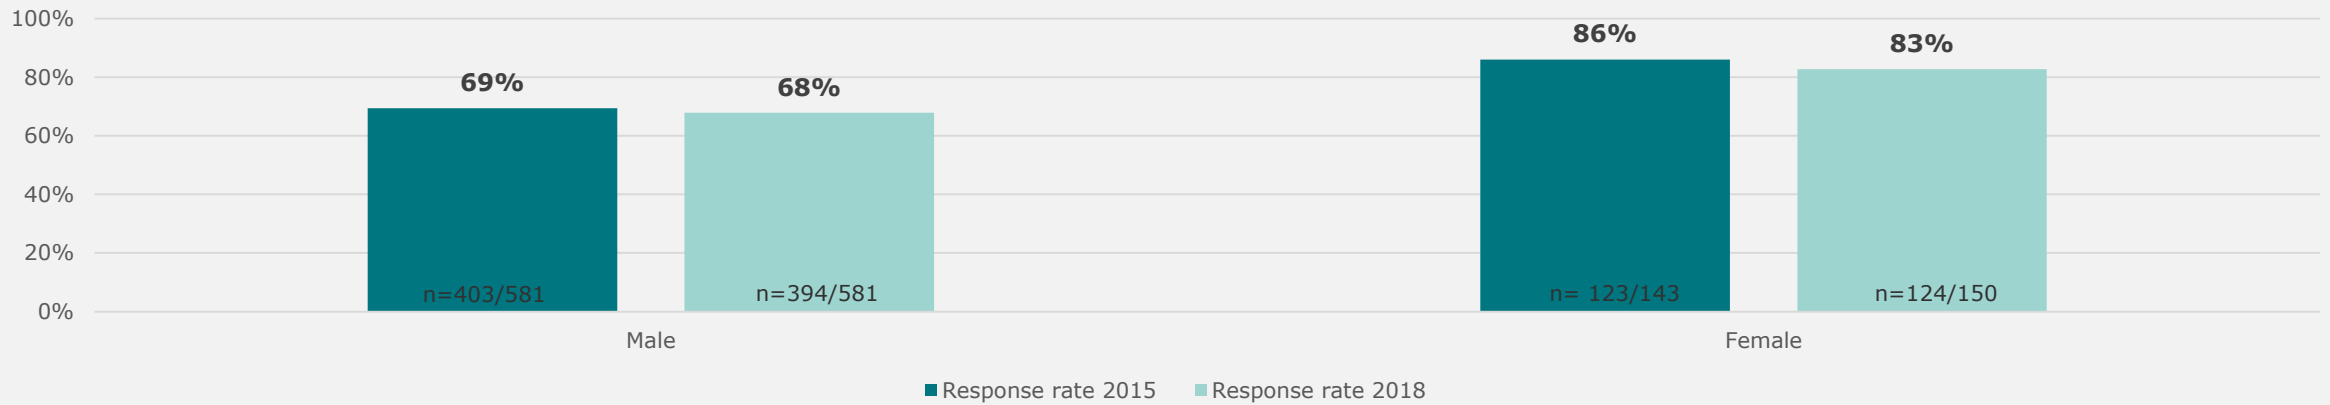 100%
80%
60%
40%
20%
0%
69%
68%
86%
83%
n=403/581
n=394/581
n= 123/143
n=124/150
Male
Female
Response rate 2015
Response rate 2018